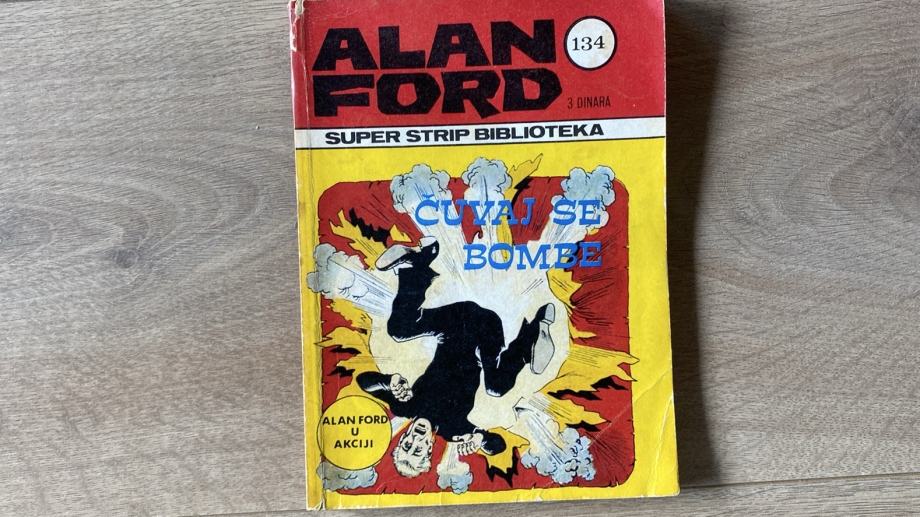 ALAN
FORD
134
3 DINARA
SUPER STRIP BIBLIOTEKA
ČUVAJ SE
BOMBE
ALAN FORD
U
AKCIJI